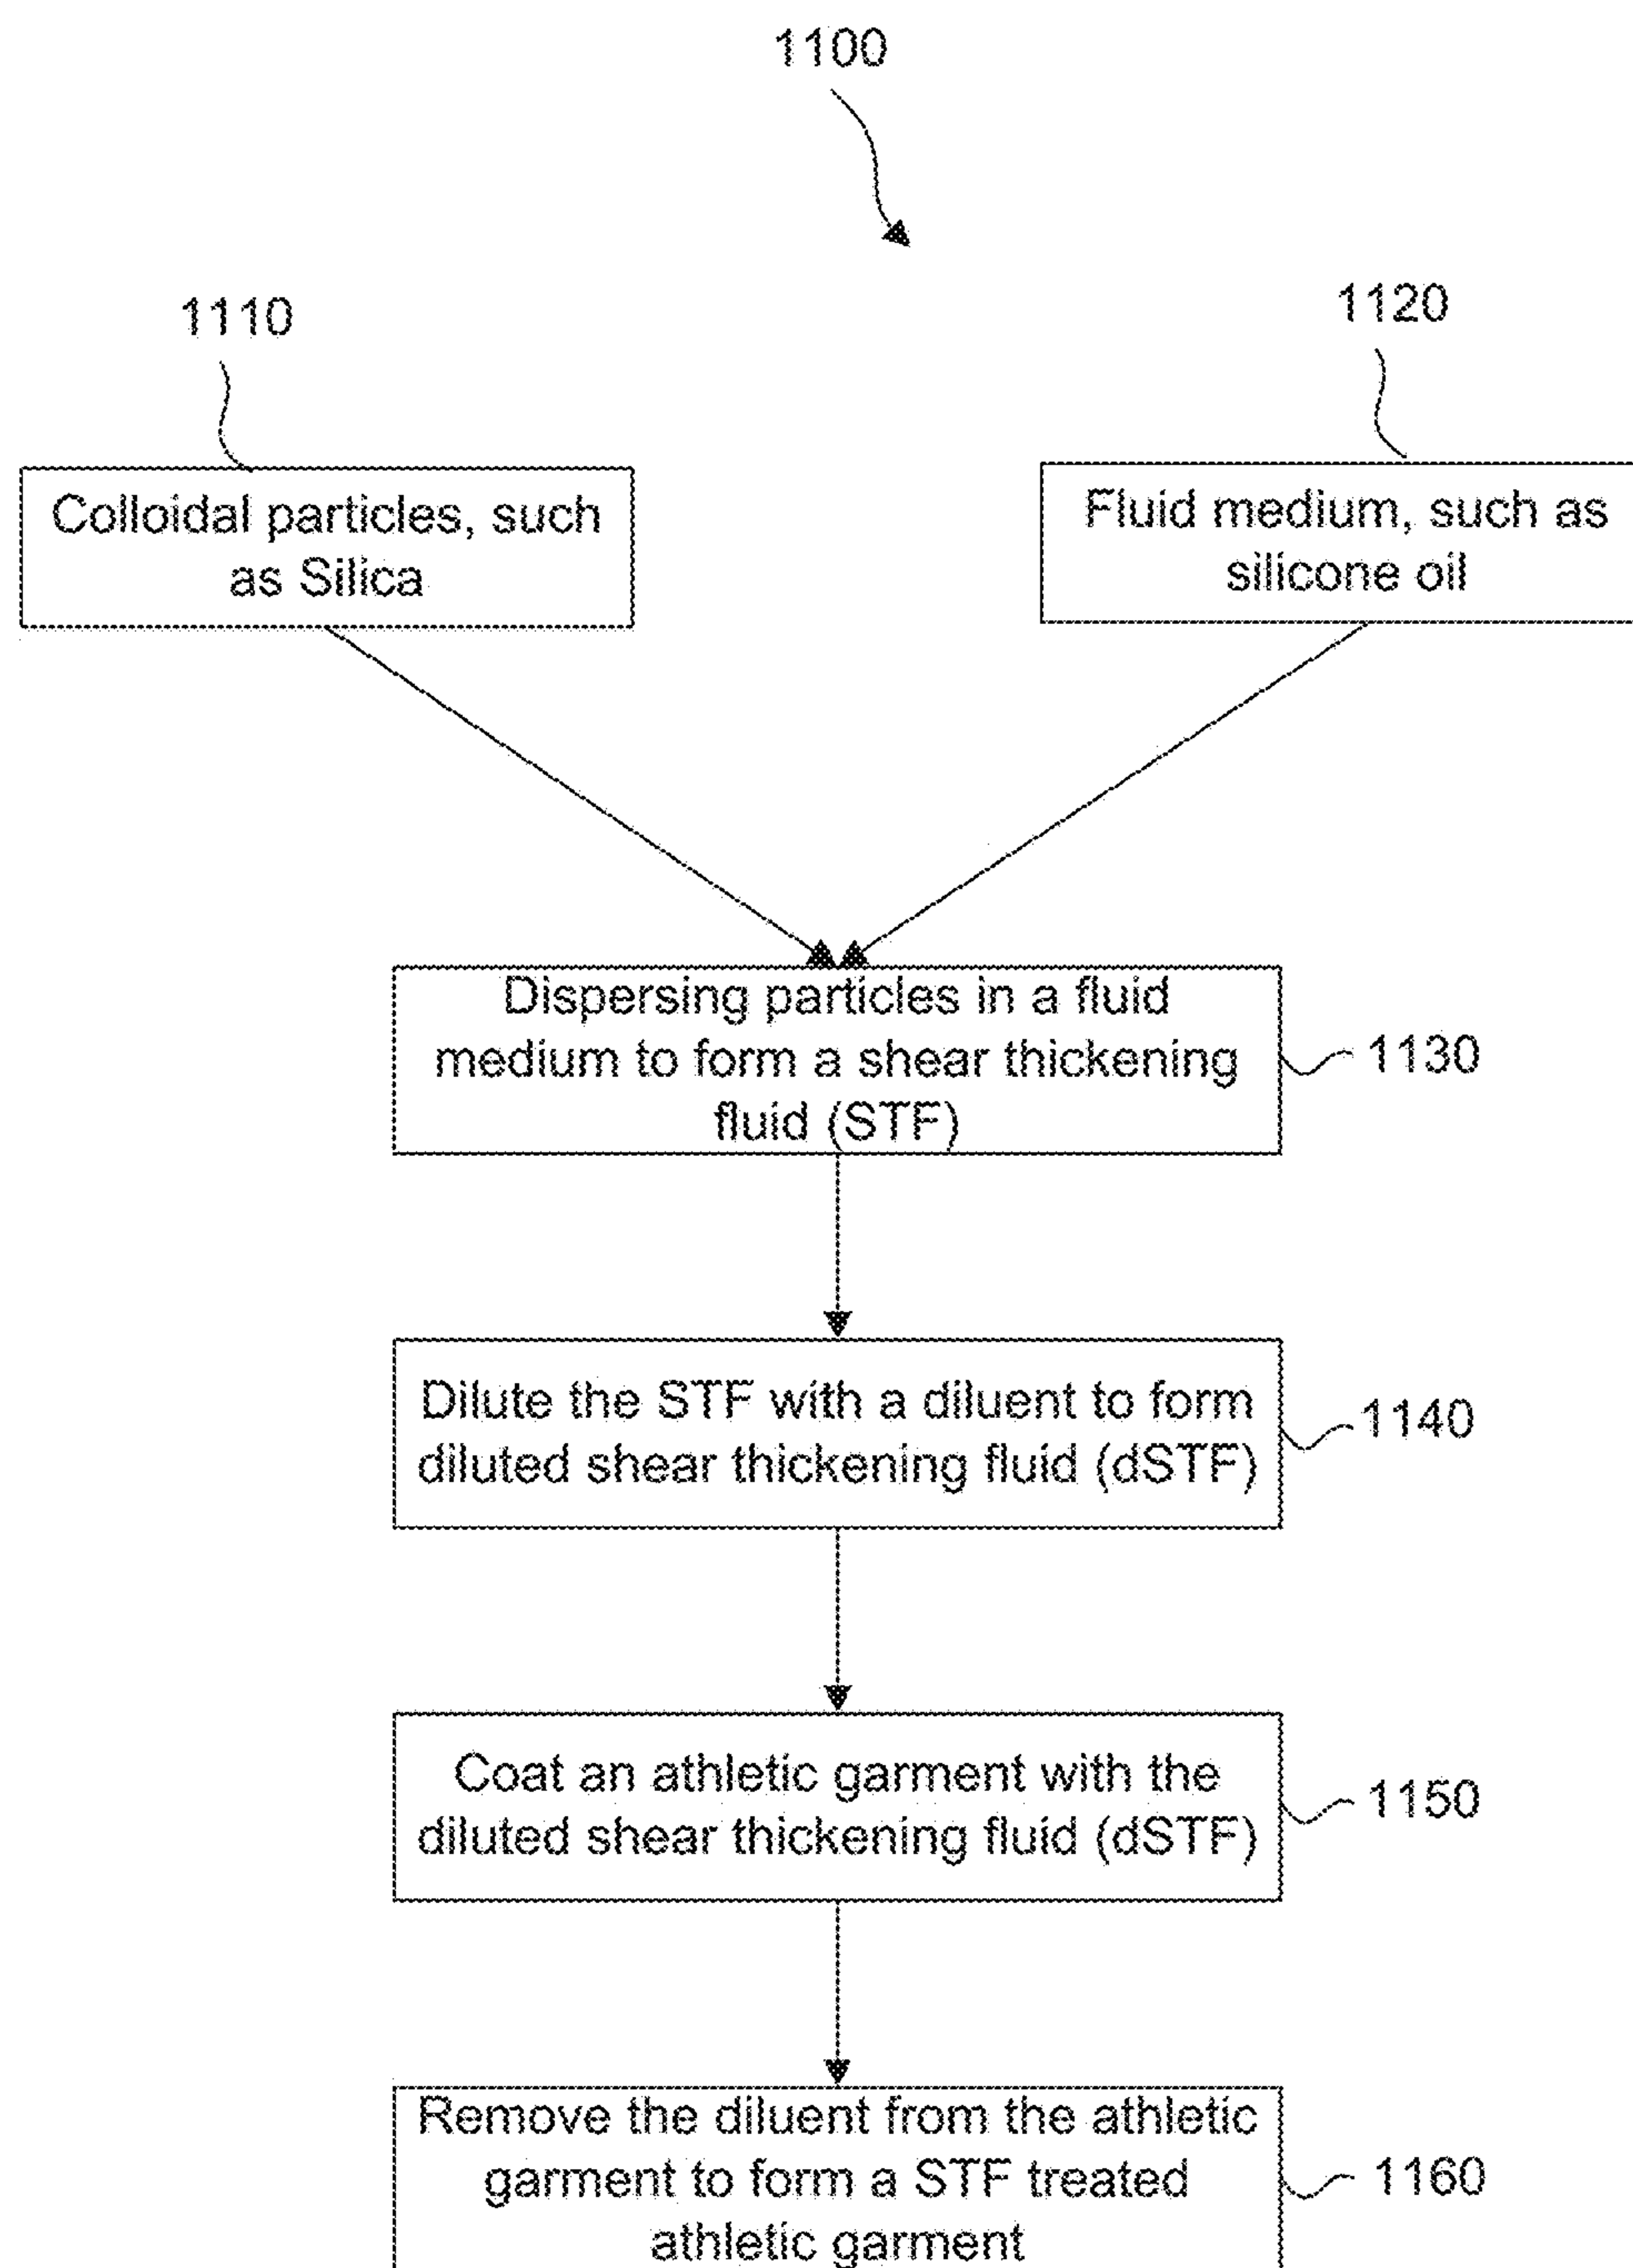 1100
1110
1120
Colloidal particles, such
as Silica
Fluid medium, such as
silicone oil
Dispersing particles in a fluid
medium to form a shear thickening
fluid (STF)
1130
Dilute the STF with a diluent to form
diluted shear thickening fluid (dSTF)
1140
Coat an athletic garment with the
diluted shear thickening fluid (dSTF)
1150
Remove the diluent from the athletic
garment to form a STF treated
athletic garment
1160